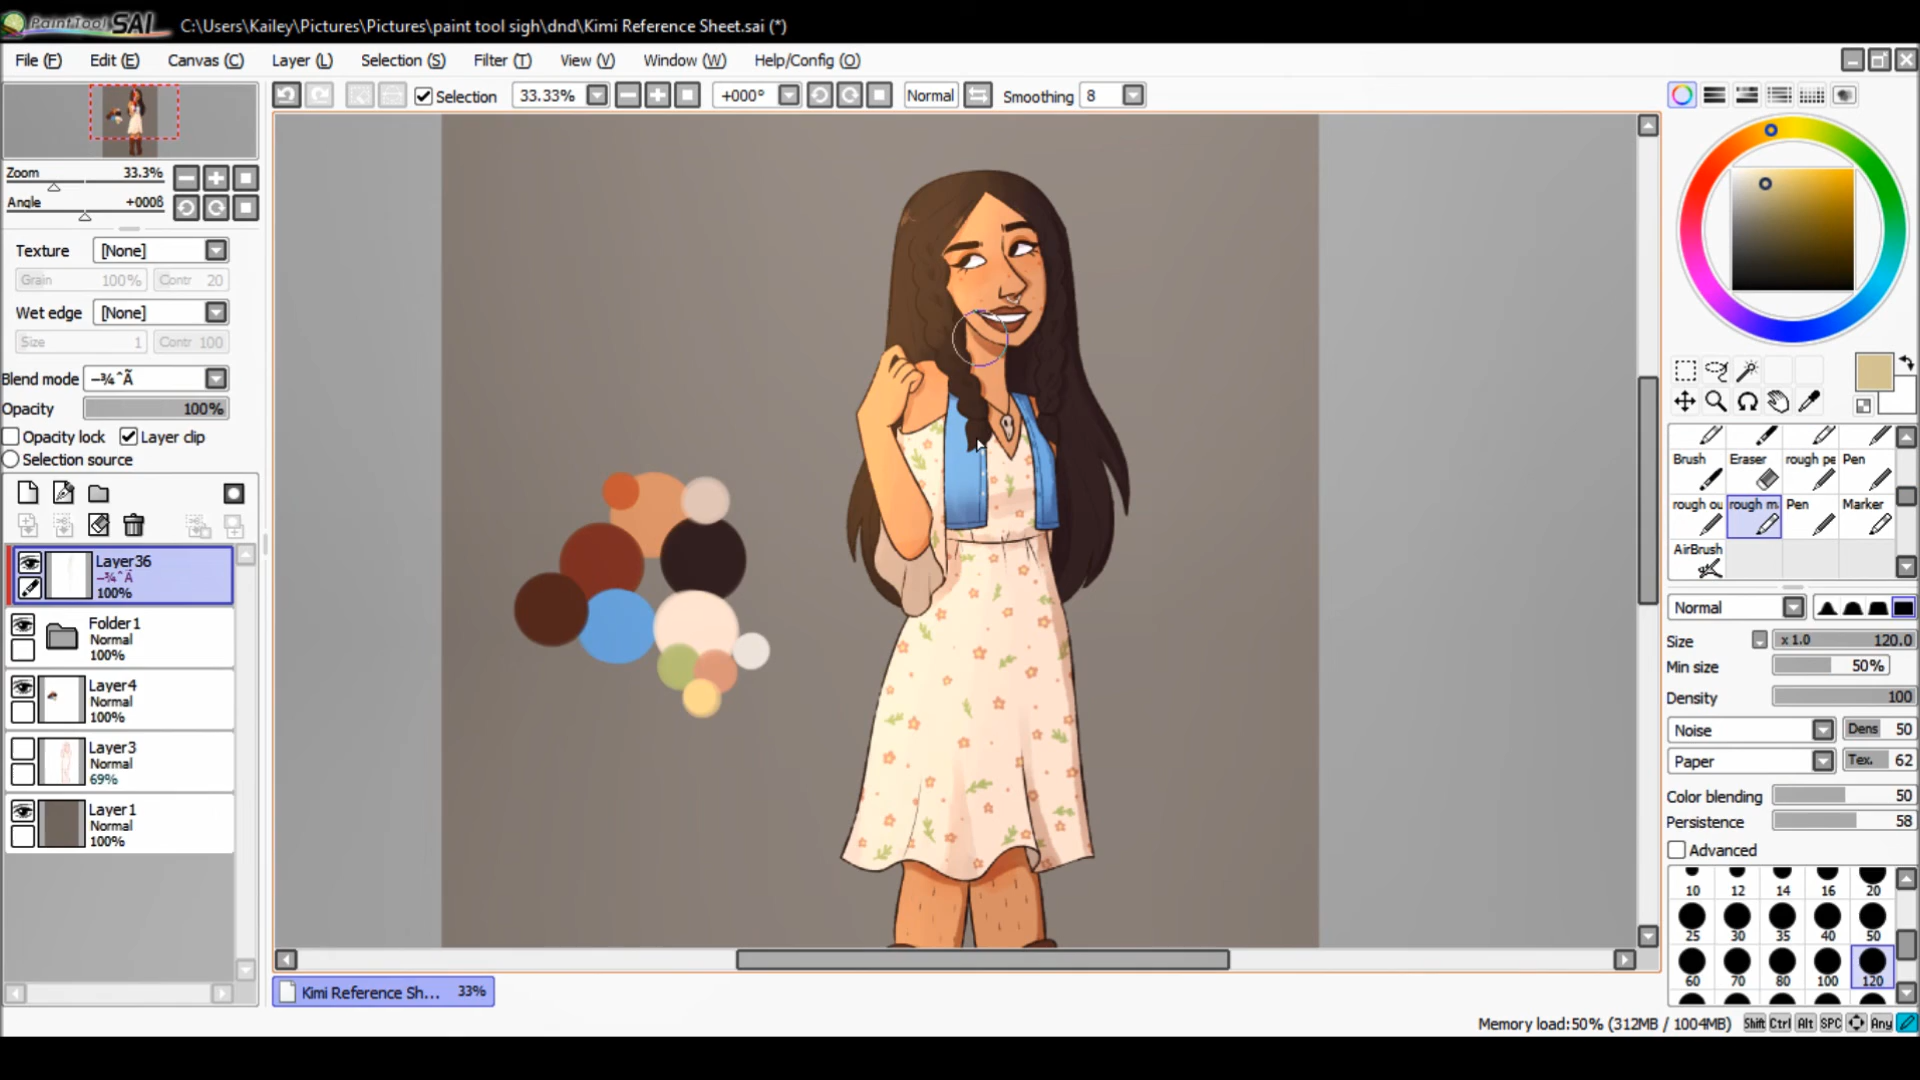 PaintTool SAI C:\Users\Kailey\Pictures\Pictures\paint tool sigh\dnd\Kimi Reference Sheet.sai (*)
File (F) Edit (E) Canvas (C) Layer (L) Selection (S) Filter (T) View (V) Window (W) Help/Config (O)
Selection 33.33% +000° Normal Smoothing 8
Zoom 33.3%
Angle +000ß
Texture [None]
Grain 100% Contr 20
Wet edge [None]
Size 1 Contr 100
Blend mode –¾ˆÃ
Opacity 100%
Opacity lock Layer clip
Selection source
Layer36
–¾ˆÃ
100%
Folder1
Normal
100%
Layer4
Normal
100%
Layer3
Normal
69%
Layer1
Normal
100%
Kimi Reference Sh... 33%
Brush Eraser rough pe Pen
rough ou rough m Pen Marker
AirBrush
Normal
Size x 1.0 120.0
Min size 50%
Density 100
Noise Dens 50
Paper Tex. 62
Color blending 50
Persistence 58
Advanced
10 12 14 16 20
25 30 35 40 50
60 70 80 100 120
Memory load:50% (312MB / 1004MB) Shift Ctrl Alt SPC Any